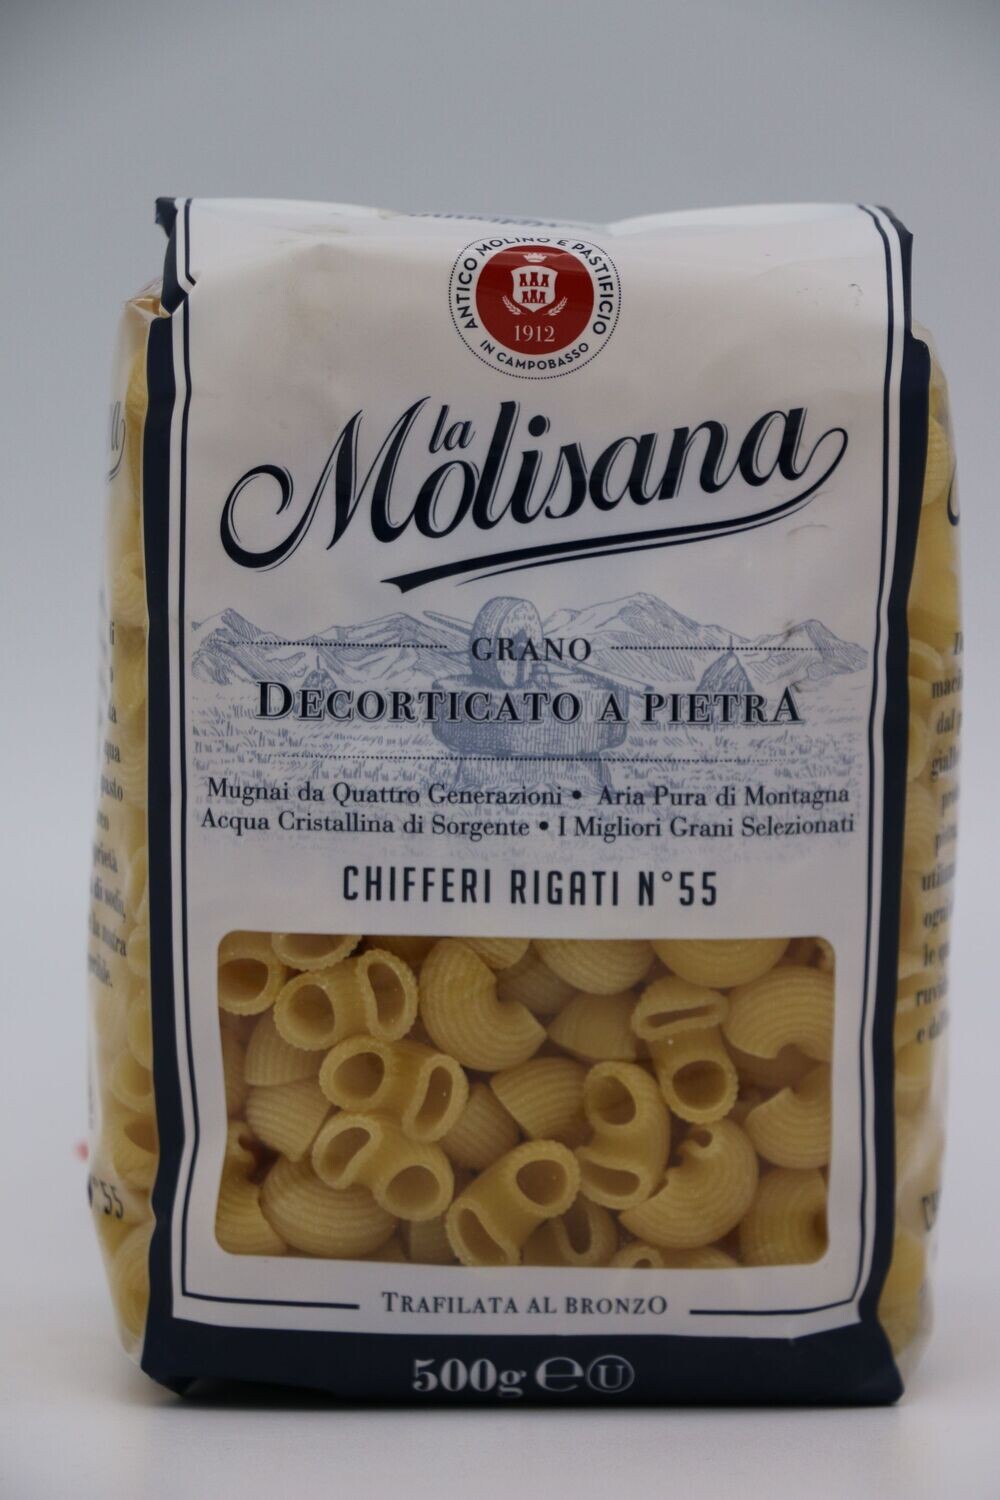 ANTICO MOLINO E PASTIFICIO
1912
IN CAMPOBASSO
la
Molisana
GRANO
DECORTICATO A PIETRA
Mugnai da Quattro Generazioni • Aria Pura di Montagna
Acqua Cristallina di Sorgente • I Migliori Grani Selezionati
CHIFFERI RIGATI N°55
TRAFILATA AL BRONZO
500g ℮ U